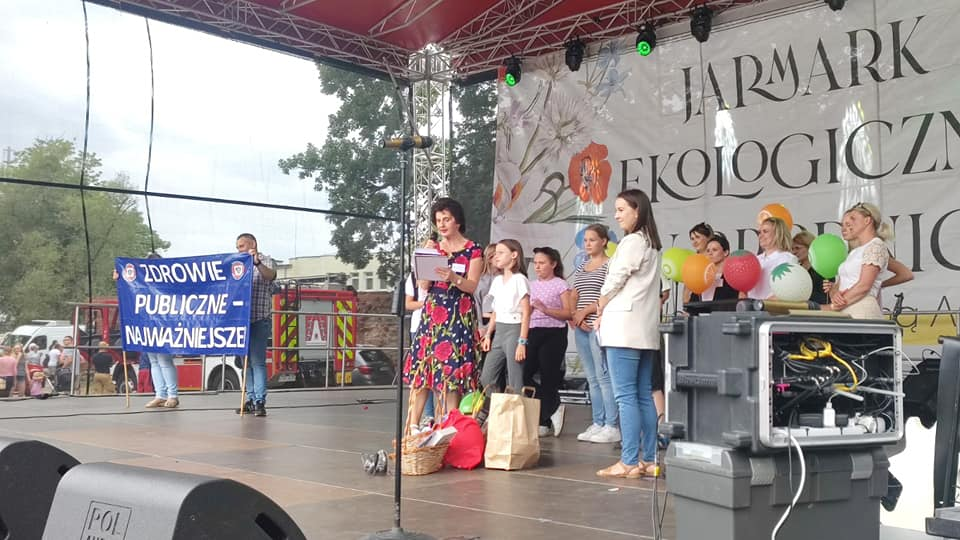 JARMARK
EKOLOGICZN
ZDROWIE
PUBLICZNE -
NAJWAŻNIEJSZE
POL